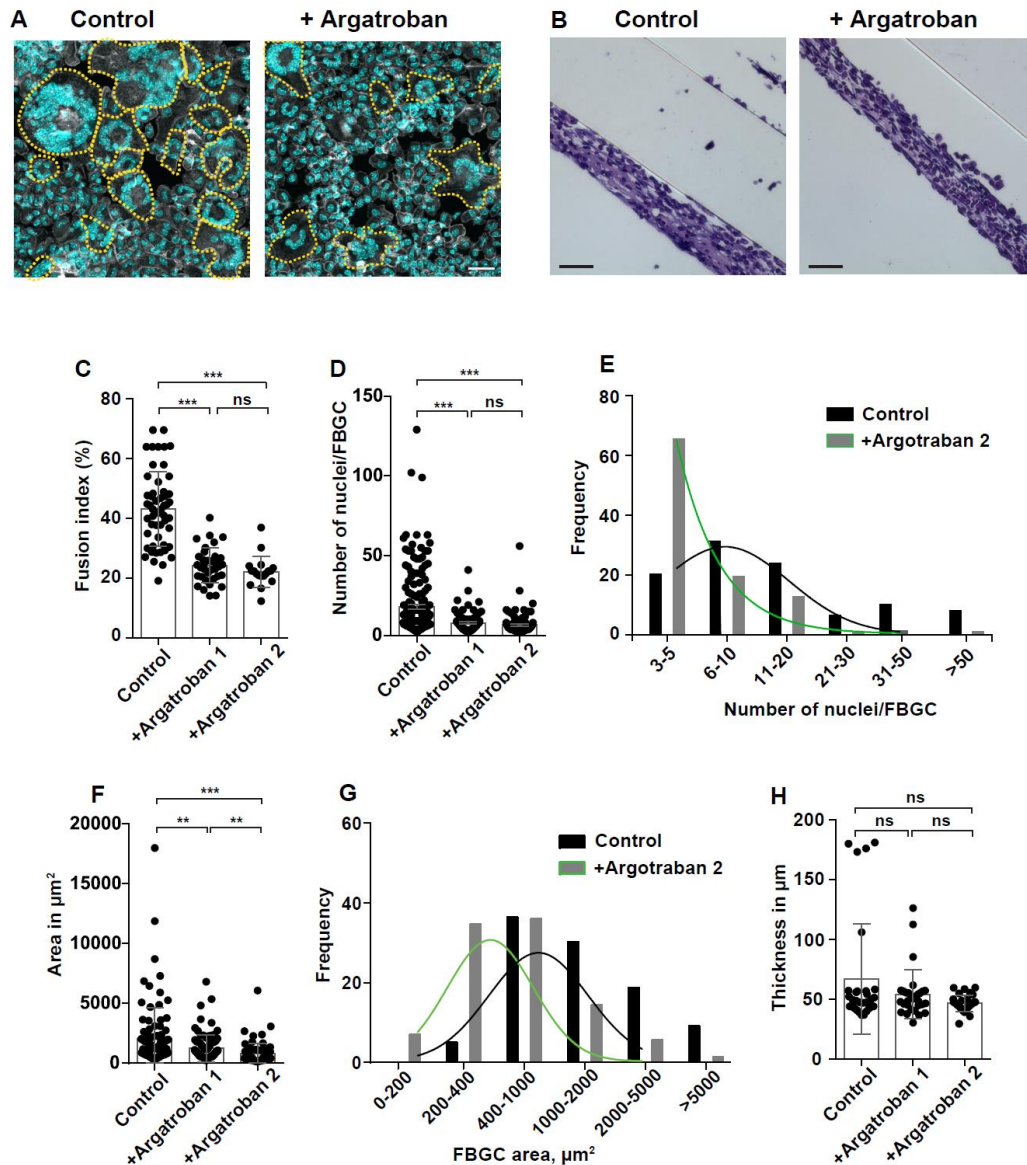 A Control + Argatroban
B Control + Argatroban
C
***
***
ns
Fusion index (%)
80
60
40
20
0
Control
+Argatroban 1
+Argatroban 2
D
***
***
ns
Number of nuclei/FBGC
150
100
50
0
Control
+Argatroban 1
+Argatroban 2
E
Control
+Argotraban 2
Frequency
80
60
40
20
0
3-5
6-10
11-20
21-30
31-50
>50
Number of nuclei/FBGC
F
***
**
**
Area in µm²
20000
15000
10000
5000
0
Control
+Argatroban 1
+Argatroban 2
G
Control
+Argotraban 2
Frequency
60
40
20
0
0-200
200-400
400-1000
1000-2000
2000-5000
>5000
FBGC area, µm²
H
ns
ns
ns
Thickness in µm
200
150
100
50
0
Control
+Argatroban 1
+Argatroban 2